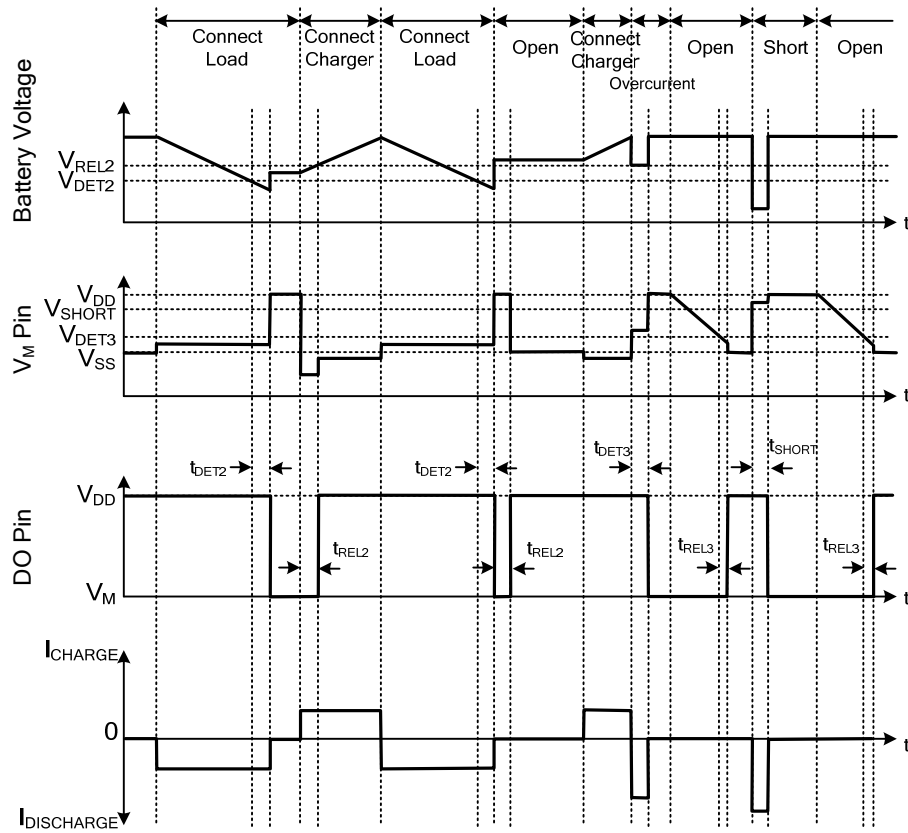 Connect Load
Connect Charger
Connect Load
Open
Connect Charger
Overcurrent
Open
Short
Open
Battery Voltage
VREL2
VDET2
t
VM Pin
VDD
VSHORT
VDET3
VSS
t
DO Pin
tDET2
tDET2
tDET3
tSHORT
VDD
tREL2
tREL2
tREL3
tREL3
VM
t
ICHARGE
0
t
IDISCHARGE